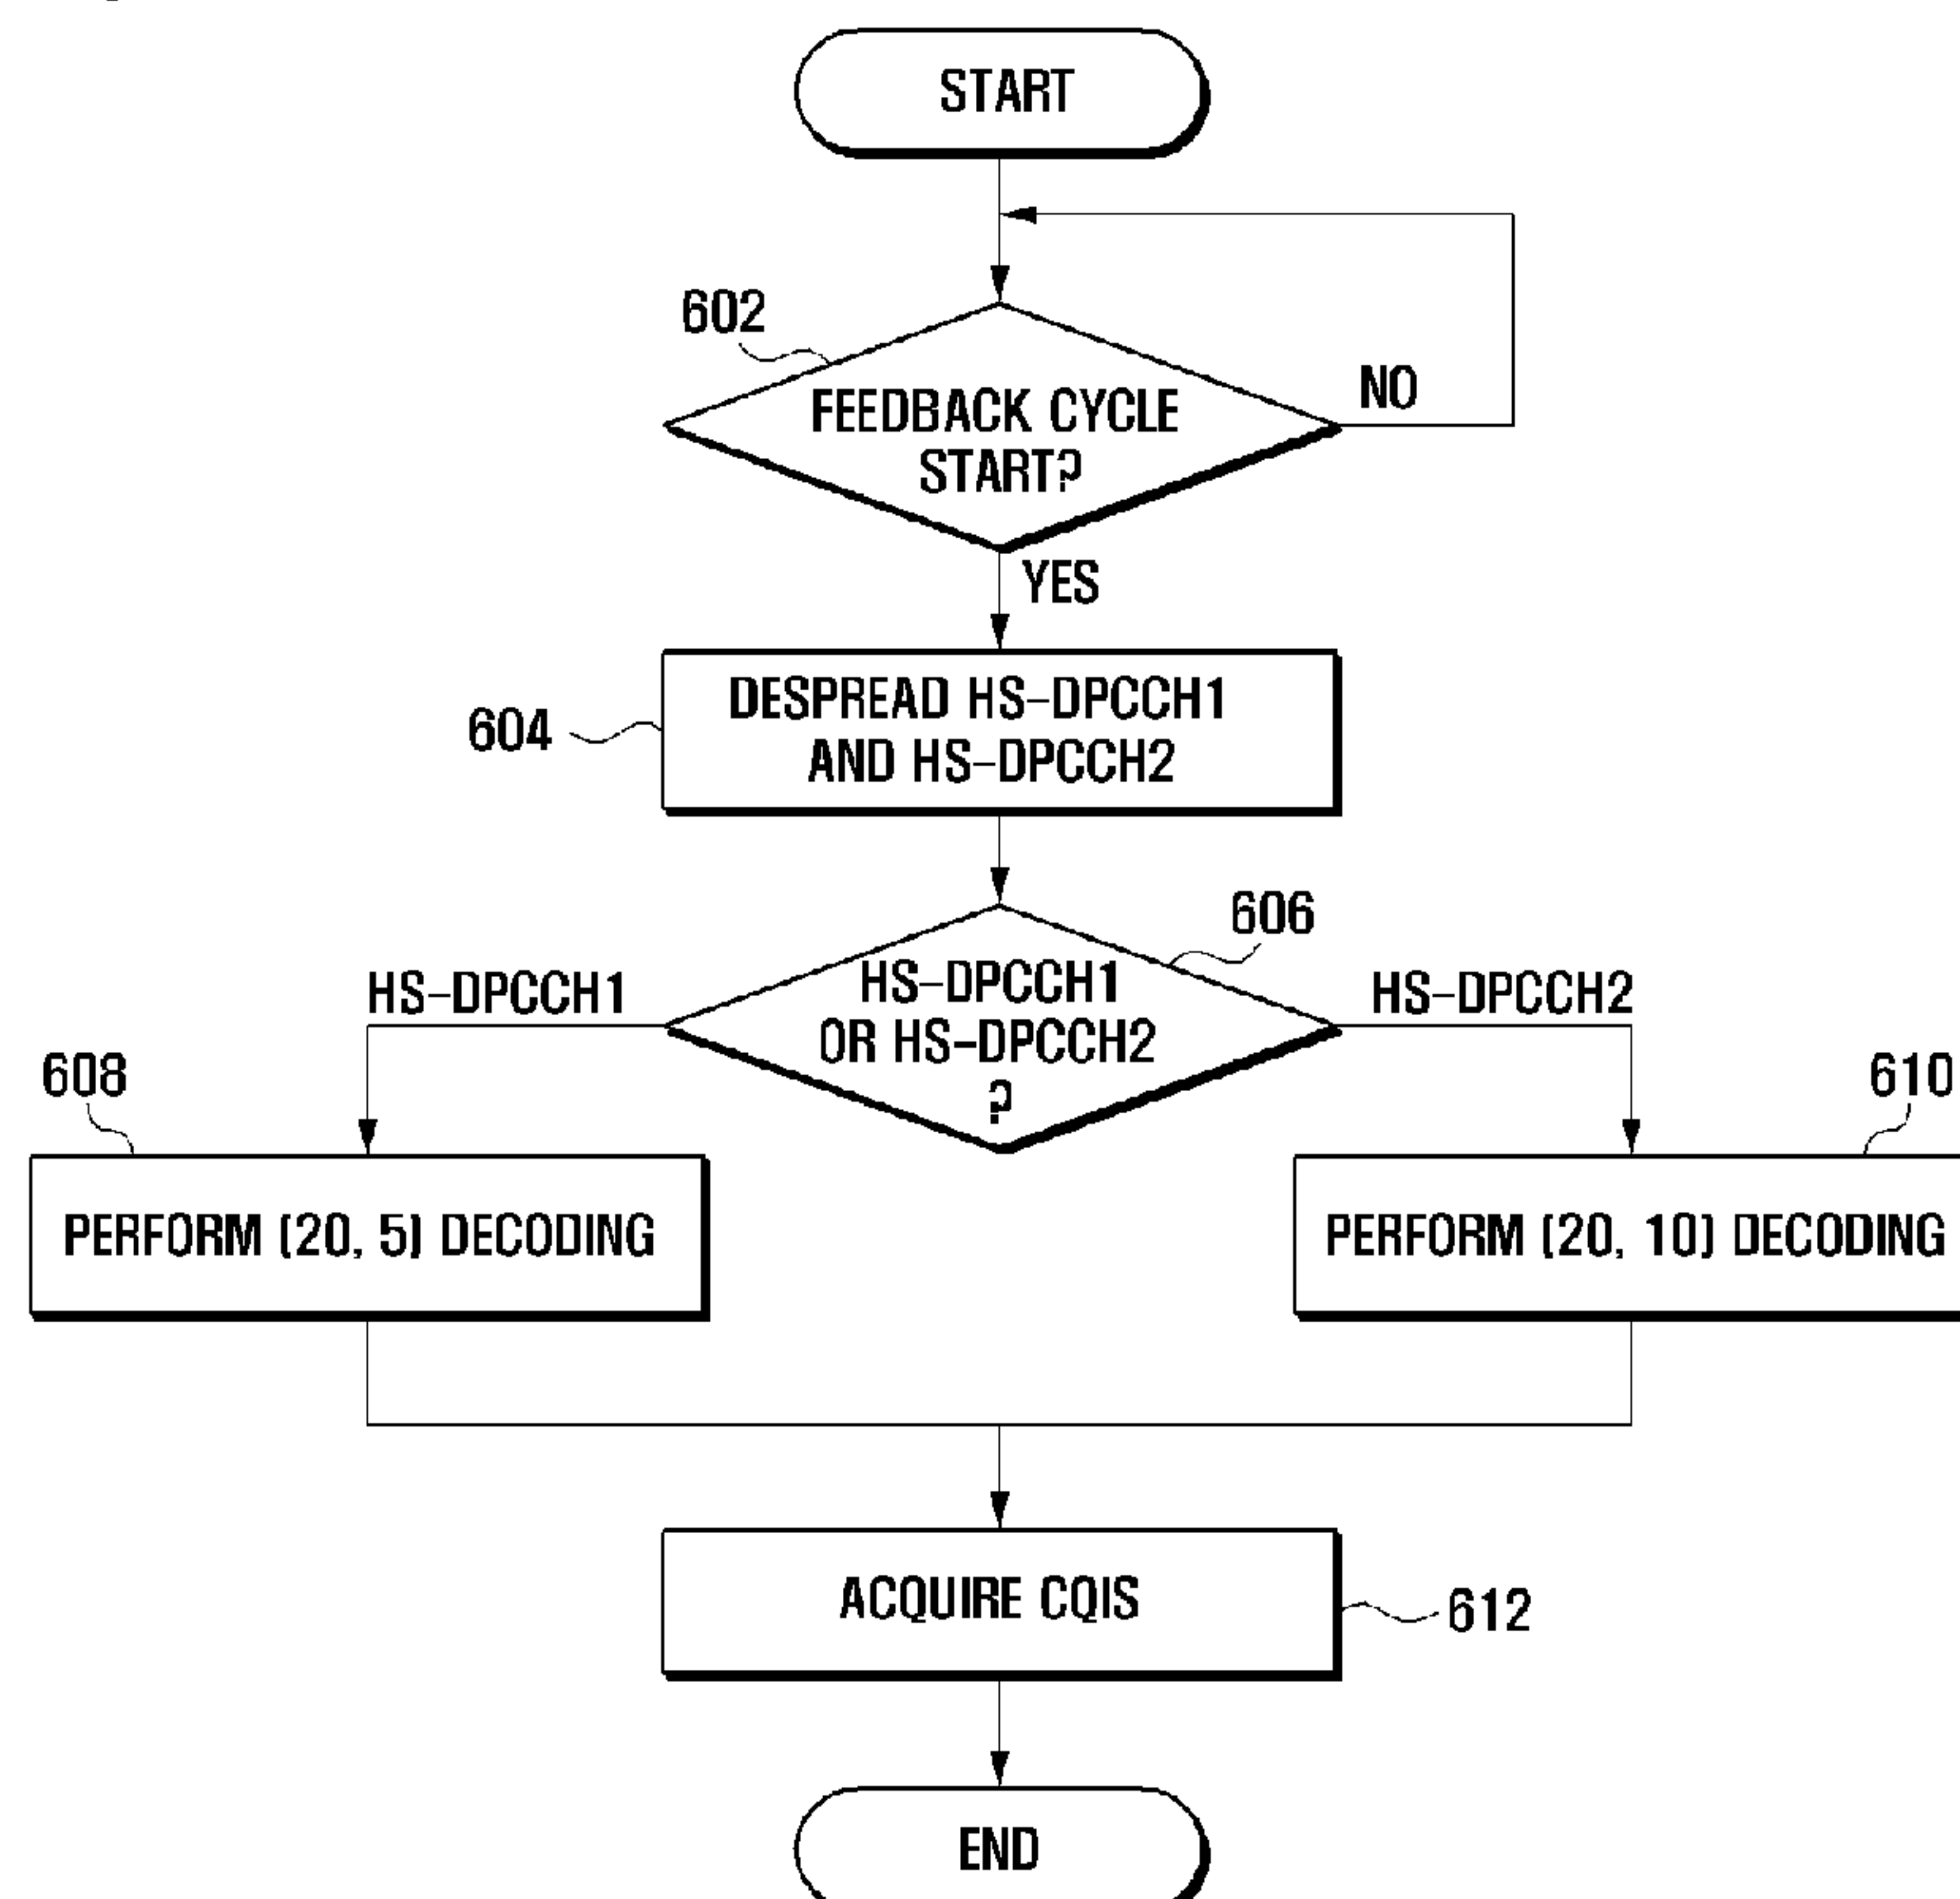 START
602
FEEDBACK CYCLE
START?
NO
YES
604
DESPREAD HS-DPCCH1
AND HS-DPCCH2
606
HS-DPCCH1
HS-DPCCH1
OR HS-DPCCH2
?
HS-DPCCH2
608
610
PERFORM (20, 5) DECODING
PERFORM (20, 10) DECODING
ACQUIRE CQIS
612
END